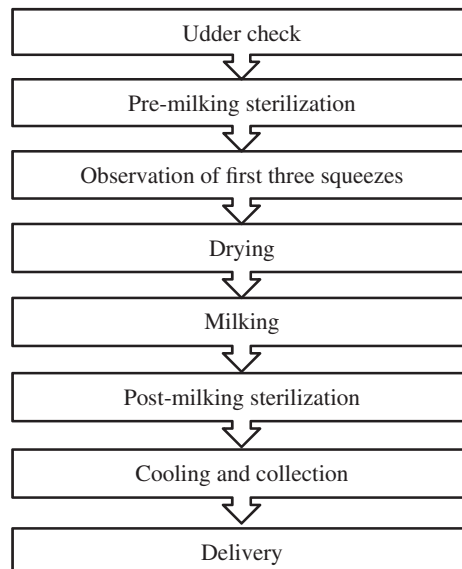 Udder check
Pre-milking sterilization
Observation of first three squeezes
Drying
Milking
Post-milking sterilization
Cooling and collection
Delivery